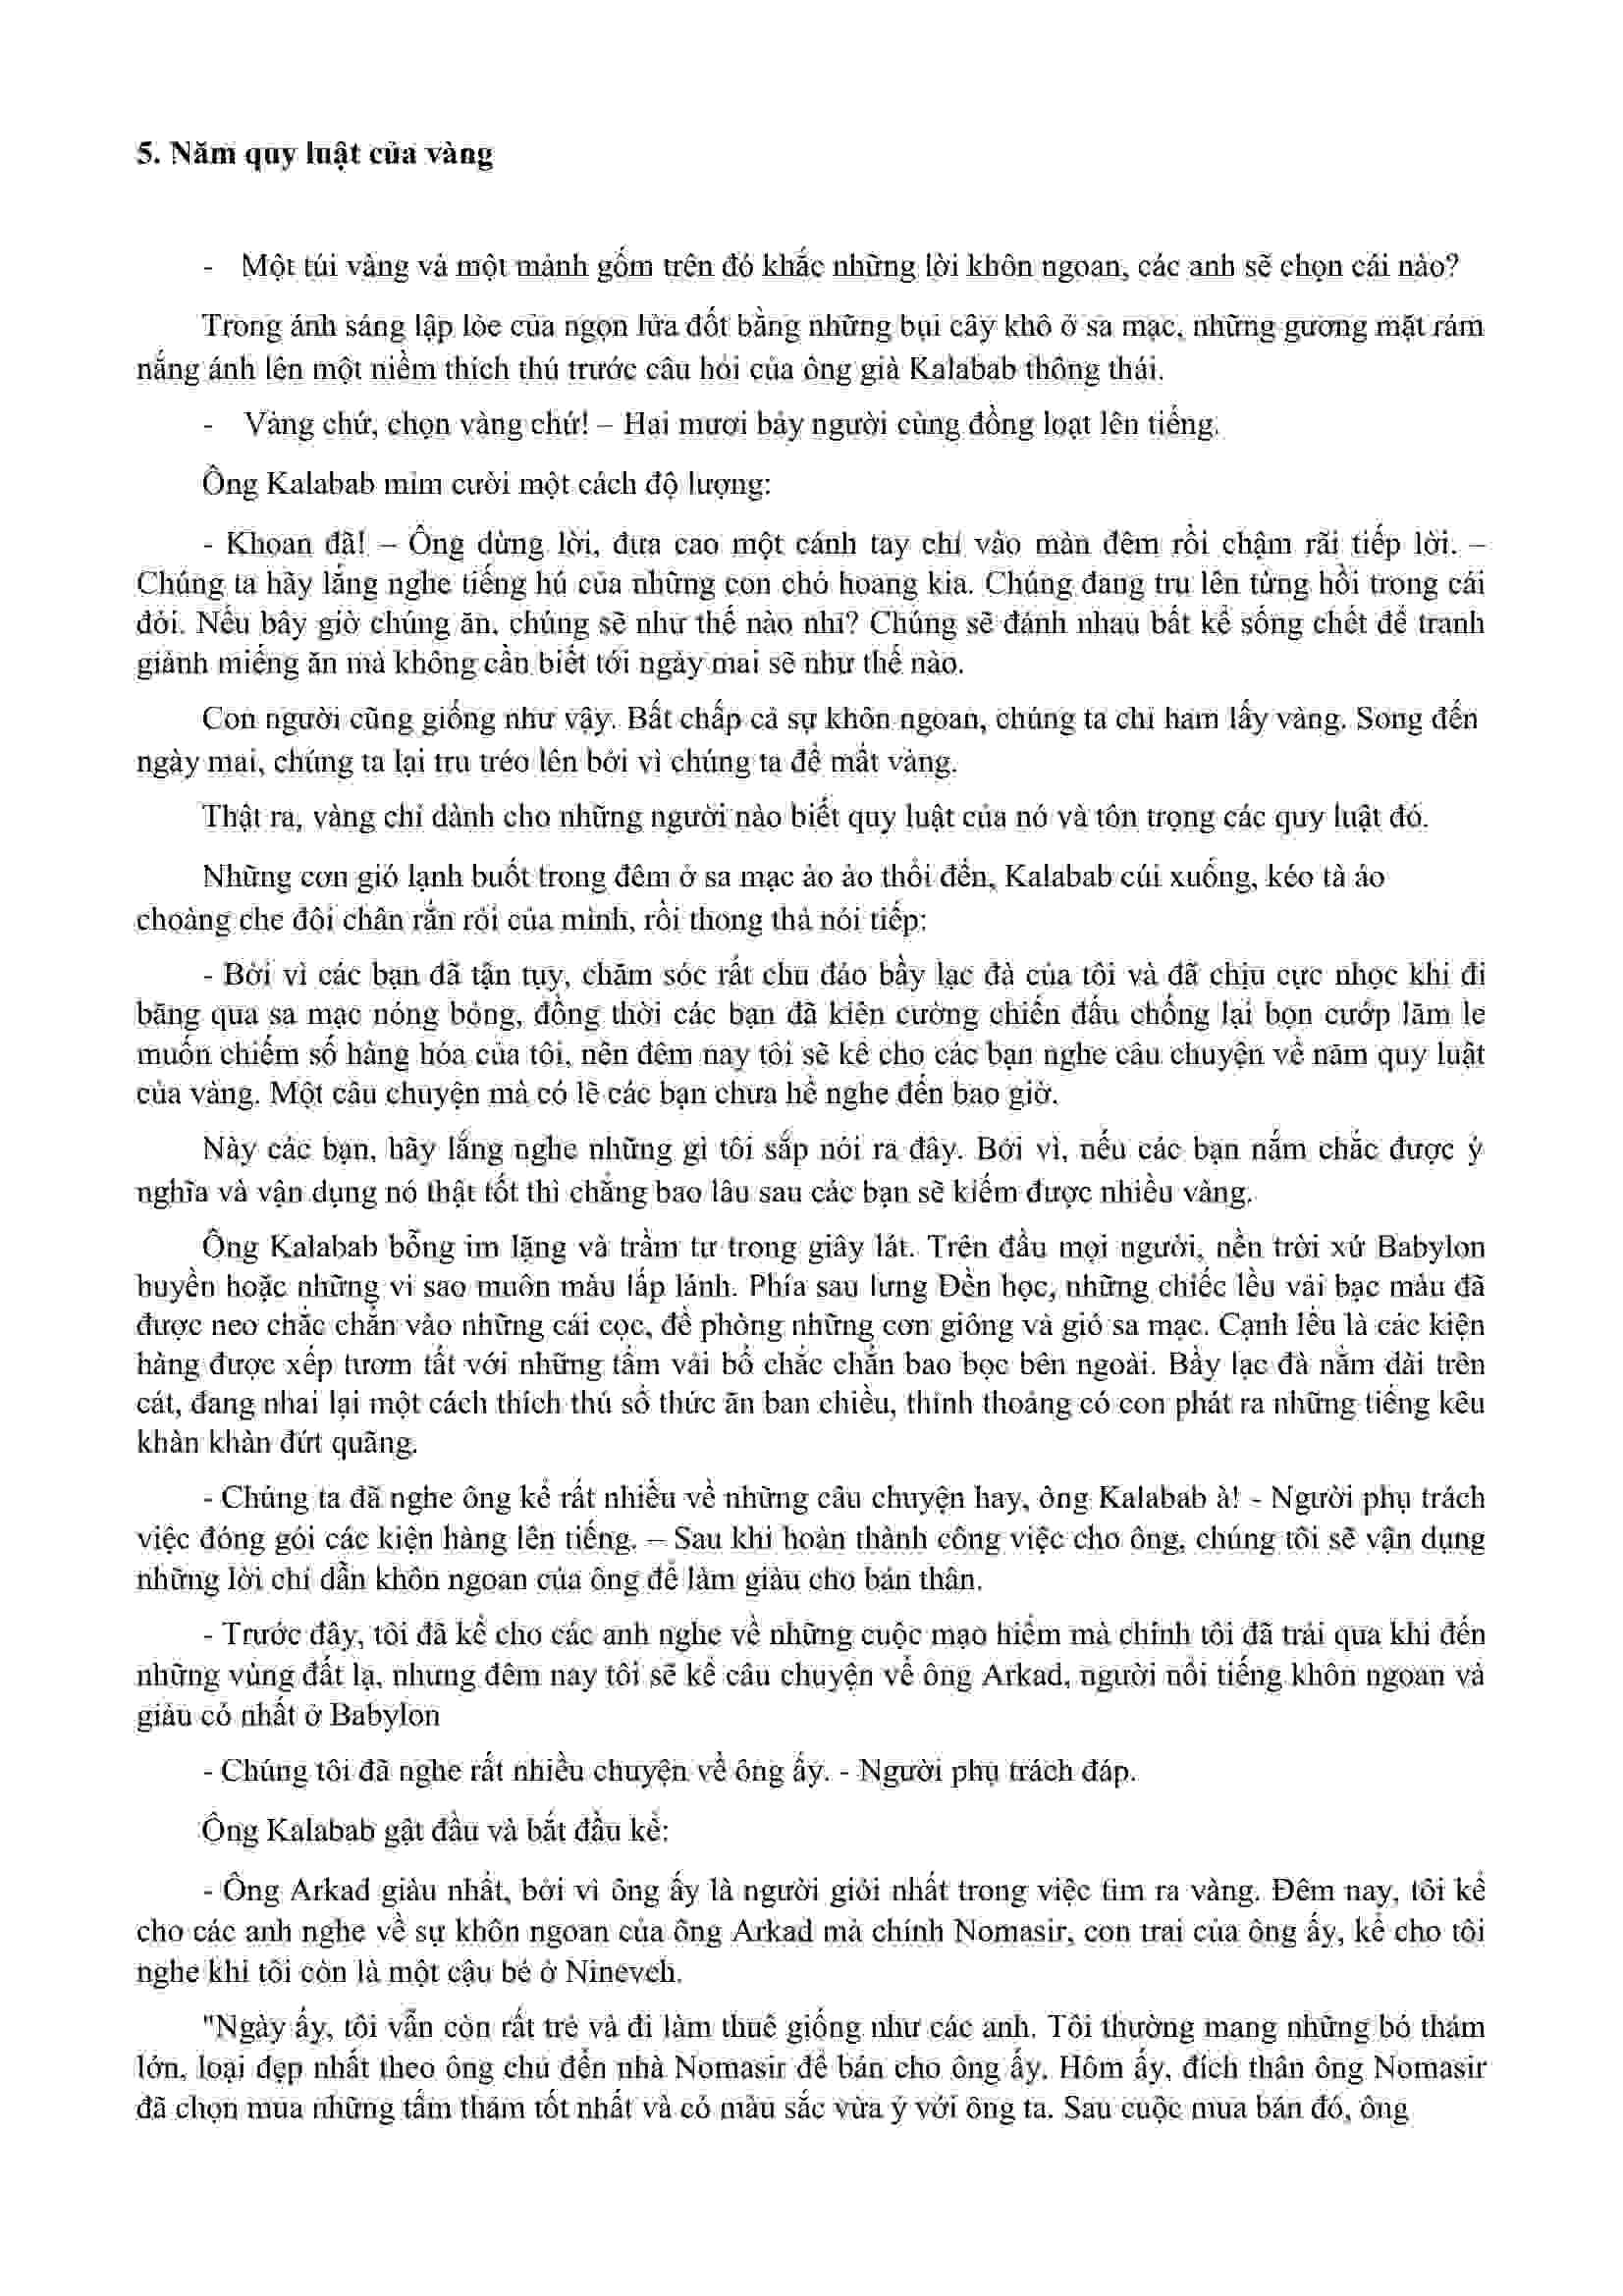 5. Năm quy luật của vàng
- Một túi vàng và một mảnh gốm trên đó khắc những lời khôn ngoan, các anh sẽ chọn cái nào?
Trong ánh sáng lập lòe của ngọn lửa đốt bằng những bụi cây khô ở sa mạc, những gương mặt rám
nắng ánh lên một niềm thích thú trước câu hỏi của ông già Kalabab thông thái.
- Vàng chứ, chọn vàng chứ! – Hai mươi bảy người cùng đồng loạt lên tiếng.
Ông Kalabab mỉm cười một cách độ lượng:
- Khoan đã! – Ông dừng lời, đưa cao một cánh tay chỉ vào màn đêm rồi chậm rãi tiếp lời. –
Chúng ta hãy lắng nghe tiếng hú của những con chó hoang kia. Chúng đang tru lên từng hồi trong cái
đói. Nếu bây giờ chúng ăn, chúng sẽ như thế nào nhỉ? Chúng sẽ đánh nhau bất kể sống chết để tranh
giành miếng ăn mà không cần biết tới ngày mai sẽ như thế nào.
Con người cũng giống như vậy. Bất chấp cả sự khôn ngoan, chúng ta chỉ ham lấy vàng. Song đến
ngày mai, chúng ta lại tru tréo lên bởi vì chúng ta để mất vàng.
Thật ra, vàng chỉ dành cho những người nào biết quy luật của nó và tôn trọng các quy luật đó.
Những cơn gió lạnh buốt trong đêm ở sa mạc ào ào thổi đến, Kalabab cúi xuống, kéo tà áo
choàng che đôi chân rắn rỏi của mình, rồi thong thả nói tiếp:
- Bởi vì các bạn đã tận tụy, chăm sóc rất chu đáo bầy lạc đà của tôi và đã chịu cực nhọc khi đi
băng qua sa mạc nóng bỏng, đồng thời các bạn đã kiên cường chiến đấu chống lại bọn cướp lăm le
muốn chiếm số hàng hóa của tôi, nên đêm nay tôi sẽ kể cho các bạn nghe câu chuyện về năm quy luật
của vàng. Một câu chuyện mà có lẽ các bạn chưa hề nghe đến bao giờ.
Này các bạn, hãy lắng nghe những gì tôi sắp nói ra đây. Bởi vì, nếu các bạn nắm chắc được ý
nghĩa và vận dụng nó thật tốt thì chẳng bao lâu sau các bạn sẽ kiếm được nhiều vàng.
Ông Kalabab bỗng im lặng và trầm tư trong giây lát. Trên đầu mọi người, nền trời xứ Babylon
huyền hoặc những vì sao muôn màu lấp lánh. Phía sau lưng Đền học, những chiếc lều vải bạc màu đã
được neo chắc chắn vào những cái cọc, đề phòng những cơn giông và gió sa mạc. Cạnh lều là các kiện
hàng được xếp tươm tất với những tấm vải bố chắc chắn bao bọc bên ngoài. Bầy lạc đà nằm dài trên
cát, đang nhai lại một cách thích thú số thức ăn ban chiều, thỉnh thoảng có con phát ra những tiếng kêu
khàn khàn đứt quãng.
- Chúng ta đã nghe ông kể rất nhiều về những câu chuyện hay, ông Kalabab à! - Người phụ trách
việc đóng gói các kiện hàng lên tiếng. – Sau khi hoàn thành công việc cho ông, chúng tôi sẽ vận dụng
những lời chỉ dẫn khôn ngoan của ông để làm giàu cho bản thân.
- Trước đây, tôi đã kể cho các anh nghe về những cuộc mạo hiểm mà chính tôi đã trải qua khi đến
những vùng đất lạ, nhưng đêm nay tôi sẽ kể câu chuyện về ông Arkad, người nổi tiếng khôn ngoan và
giàu có nhất ở Babylon
- Chúng tôi đã nghe rất nhiều chuyện về ông ấy. - Người phụ trách đáp.
Ông Kalabab gật đầu và bắt đầu kể:
- Ông Arkad giàu nhất, bởi vì ông ấy là người giỏi nhất trong việc tìm ra vàng. Đêm nay, tôi kể
cho các anh nghe về sự khôn ngoan của ông Arkad mà chính Nomasir, con trai của ông ấy, kể cho tôi
nghe khi tôi còn là một cậu bé ở Nineveh.
"Ngày ấy, tôi vẫn còn rất trẻ và đi làm thuê giống như các anh. Tôi thường mang những bó thảm
lớn, loại đẹp nhất theo ông chủ đến nhà Nomasir để bán cho ông ấy. Hôm ấy, đích thân ông Nomasir
đã chọn mua những tấm thảm tốt nhất và có màu sắc vừa ý với ông ta. Sau cuộc mua bán đó, ông